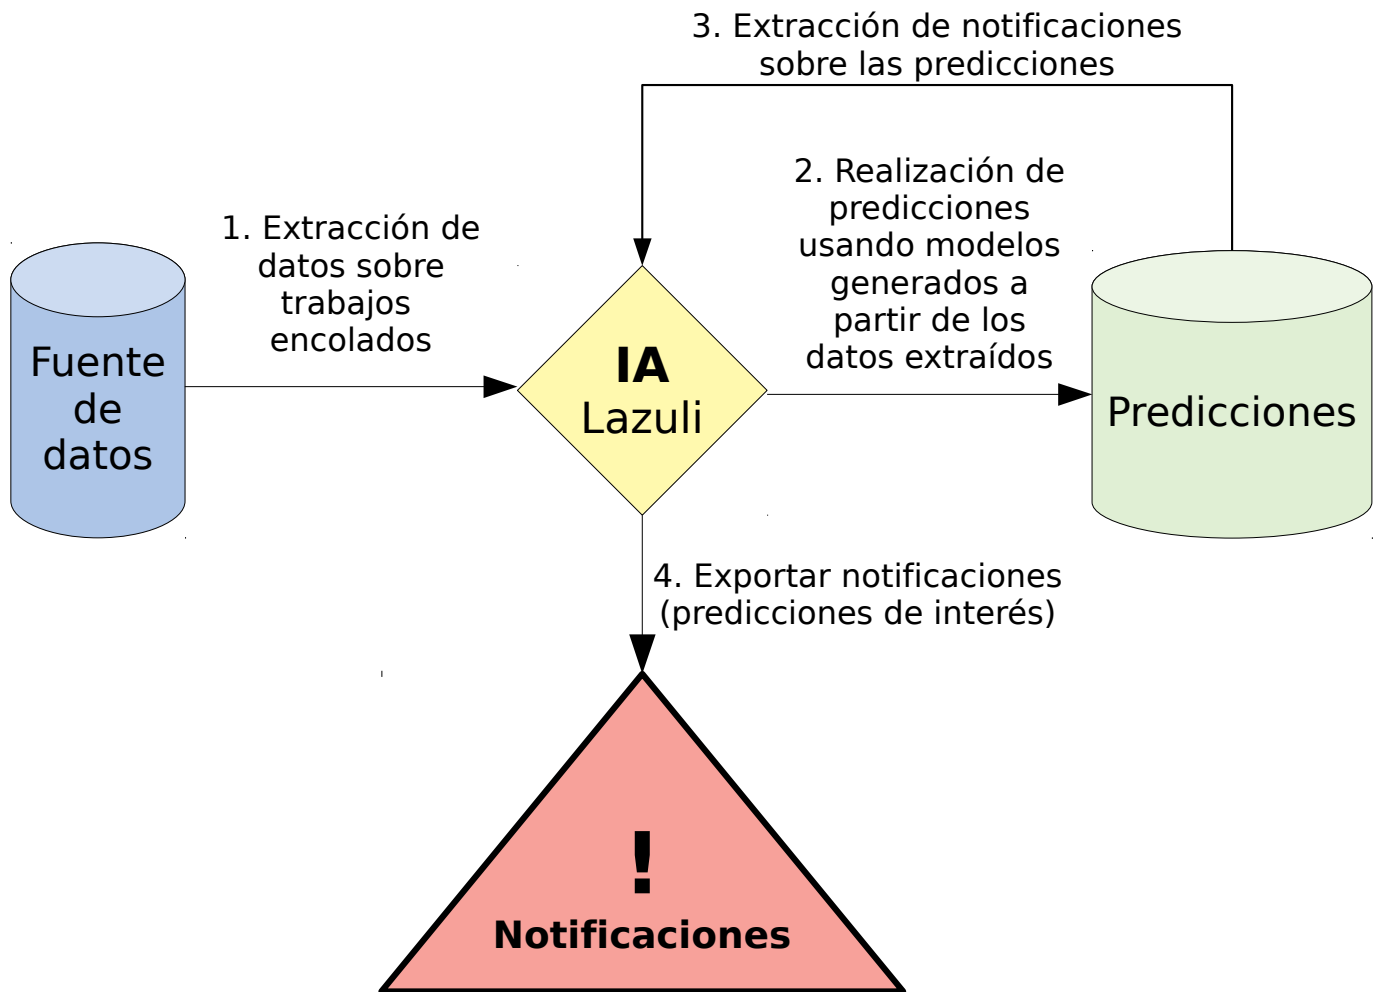 3. Extracción de notificaciones
sobre las predicciones
2. Realización de
predicciones
usando modelos
generados a
partir de los
datos extraídos
1. Extracción de
datos sobre
trabajos
encolados
Fuente
de
datos
IA
Lazuli
Predicciones
4. Exportar notificaciones
(predicciones de interés)
!
Notificaciones